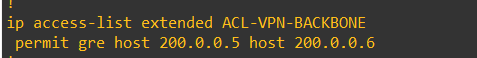 !
ip access-list extended ACL-VPN-BACKBONE
permit gre host 200.0.0.5 host 200.0.0.6